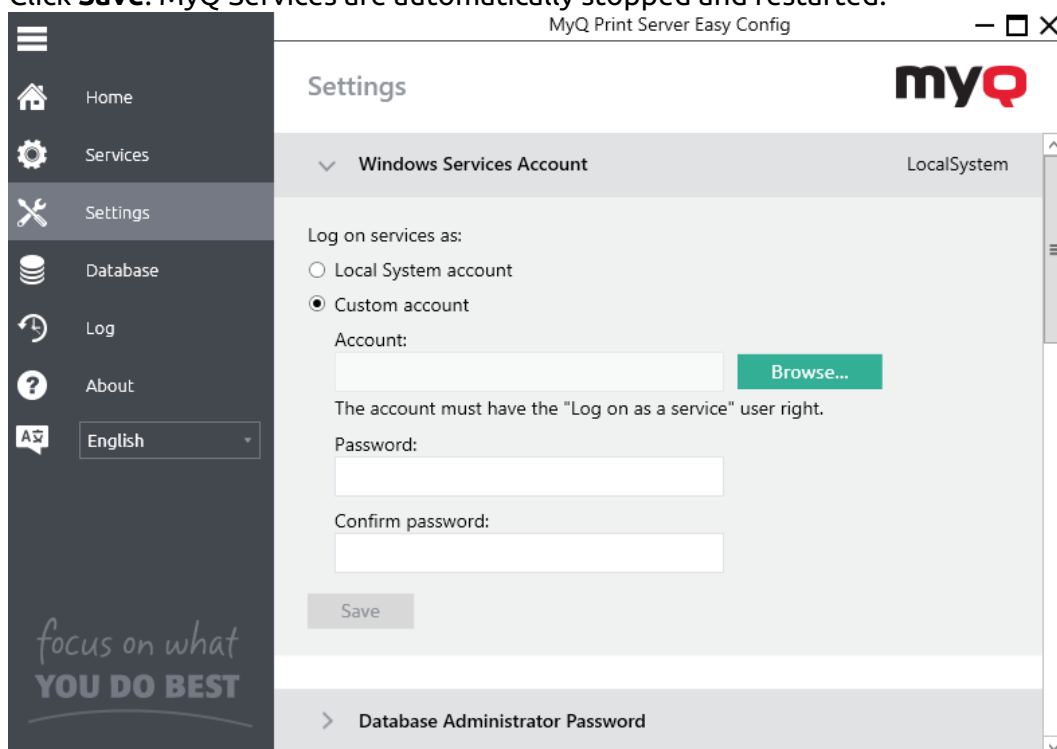 Click Save. MyQ Services are automatically stopped and restarted.
MyQ Print Server Easy Config
Home
Services
Settings
Database
Log
About
A
English
focus on what
YOU DO BEST
Settings
myQ
Windows Services Account
LocalSystem
Log on services as:
Local System account
Custom account
Account:
Browse...
The account must have the "Log on as a service" user right.
Password:
Confirm password:
Save
Database Administrator Password